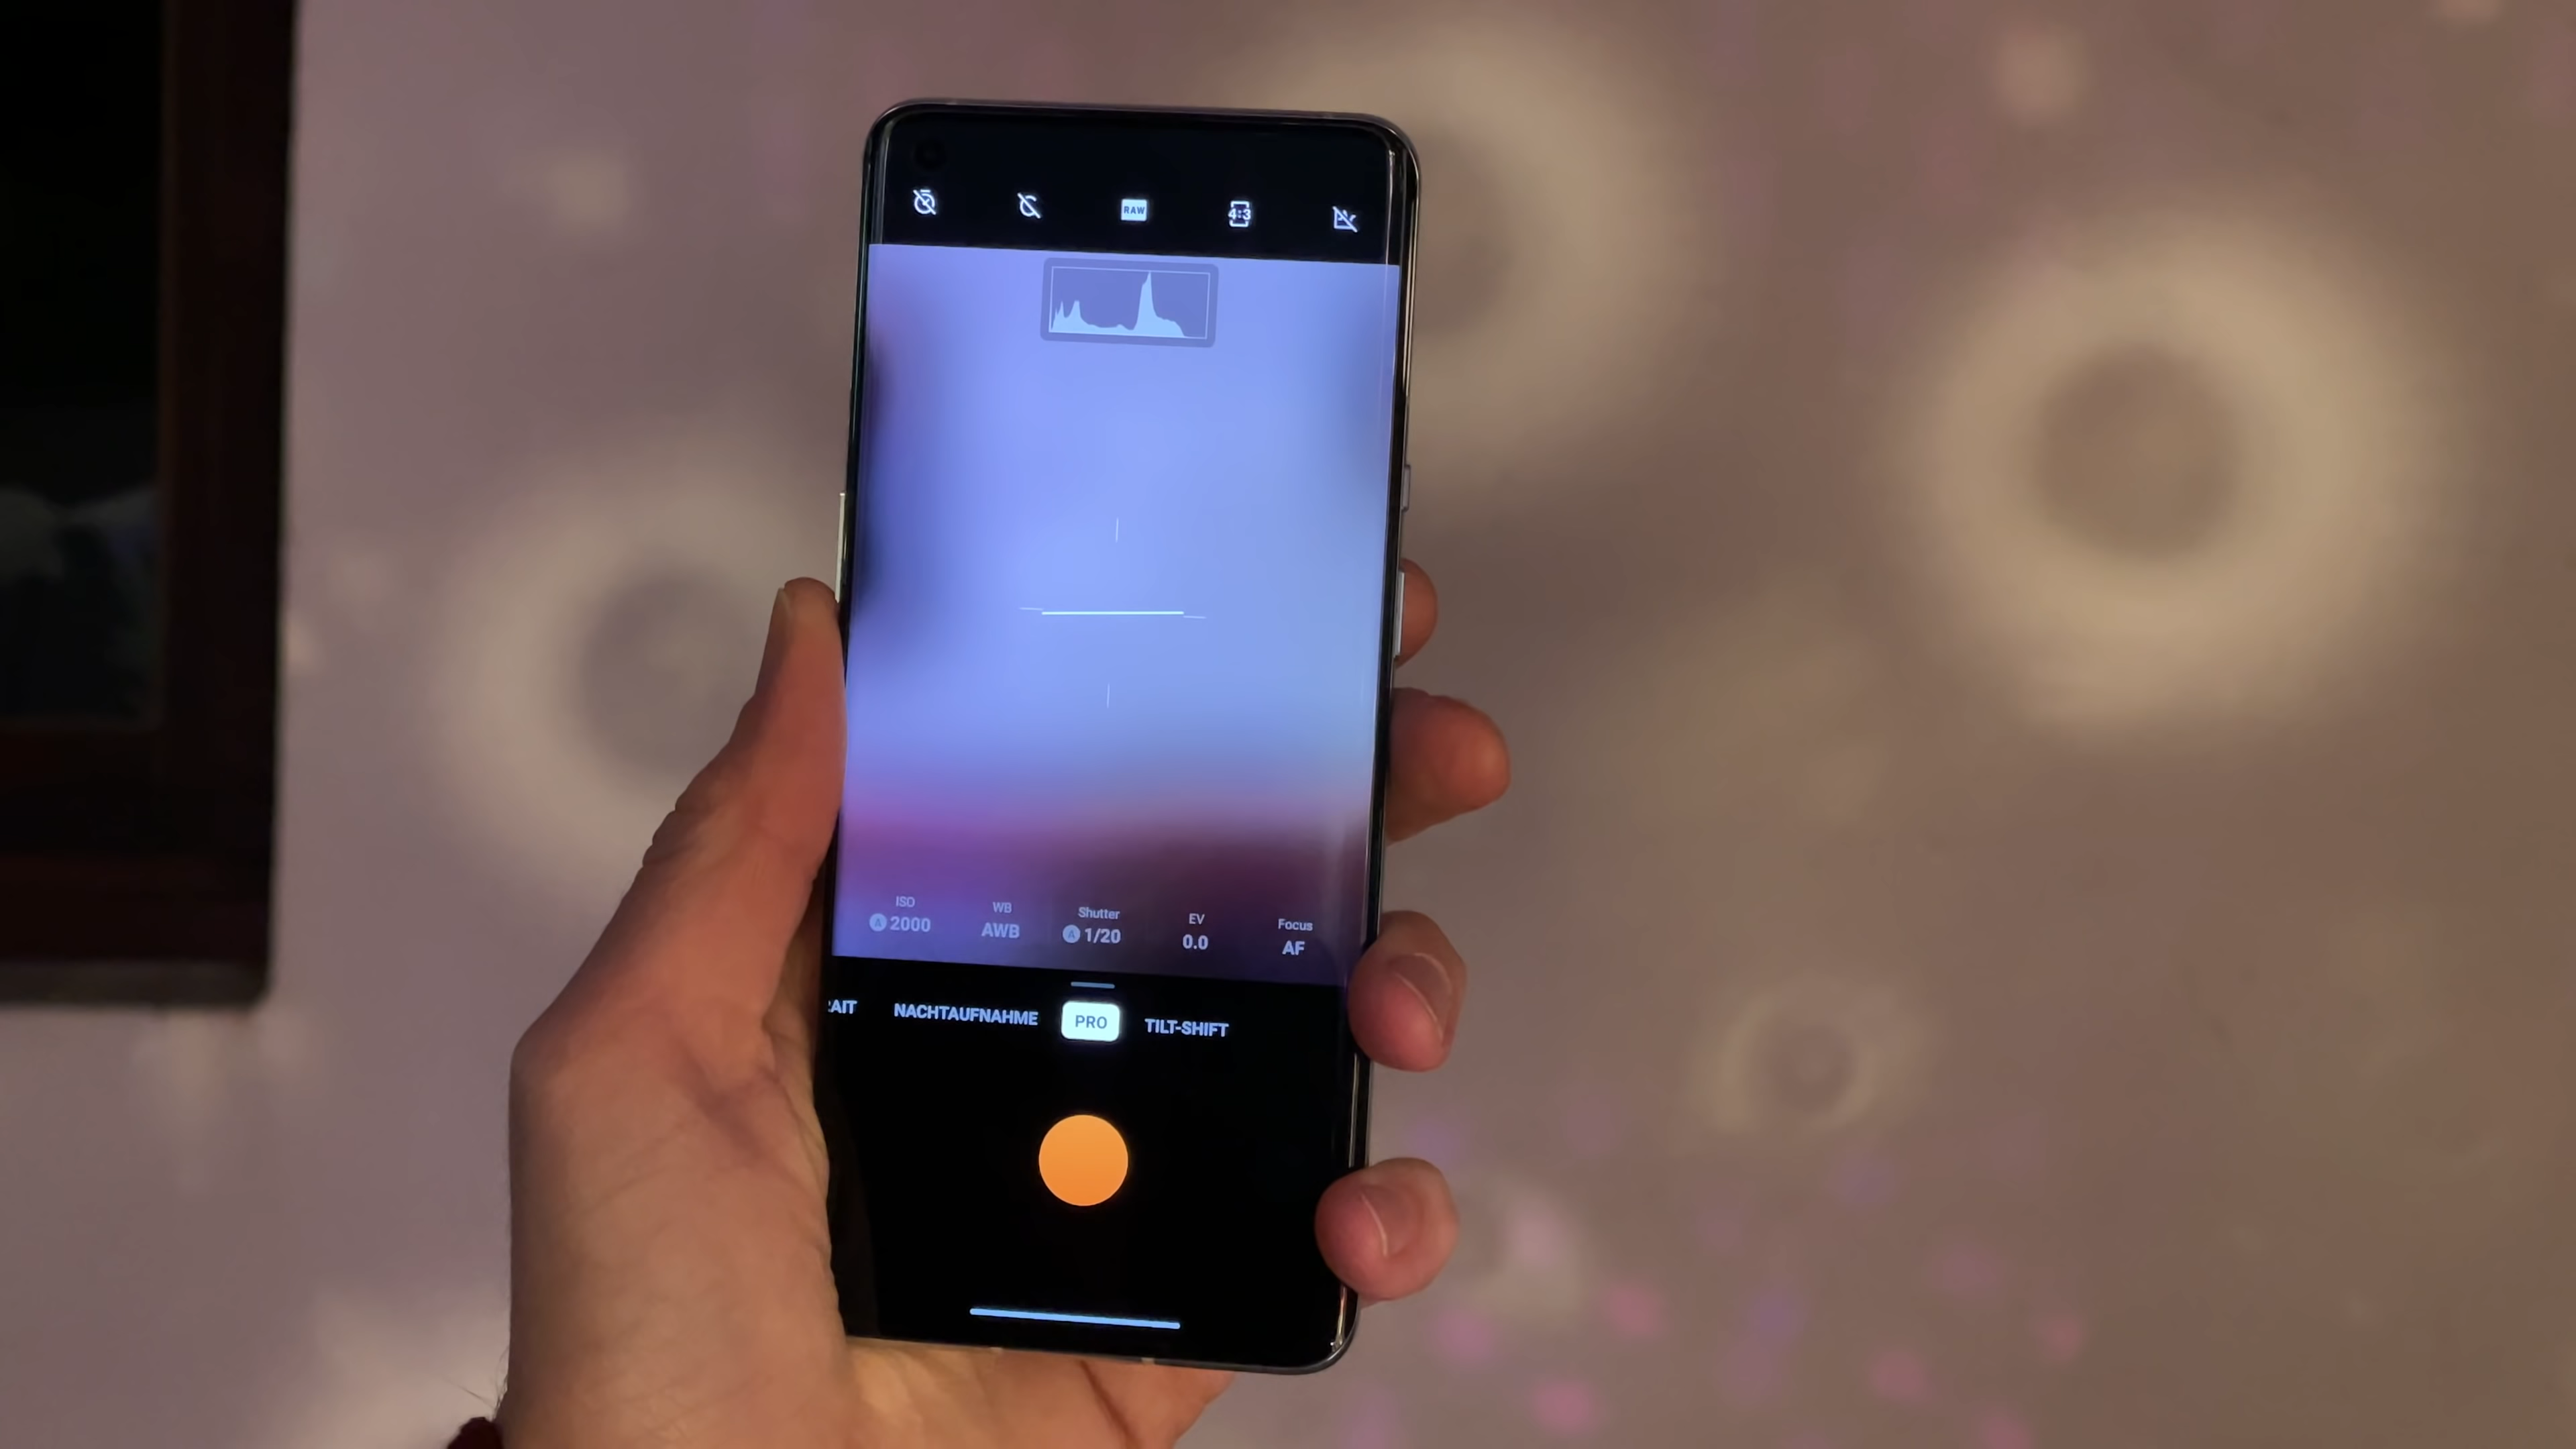 RAW
4:3
ISO
A 2000
WB
AWB
Shutter
A 1/20
EV
0.0
Focus
AF
RAIT NACHTAUFNAHME PRO TILT-SHIFT